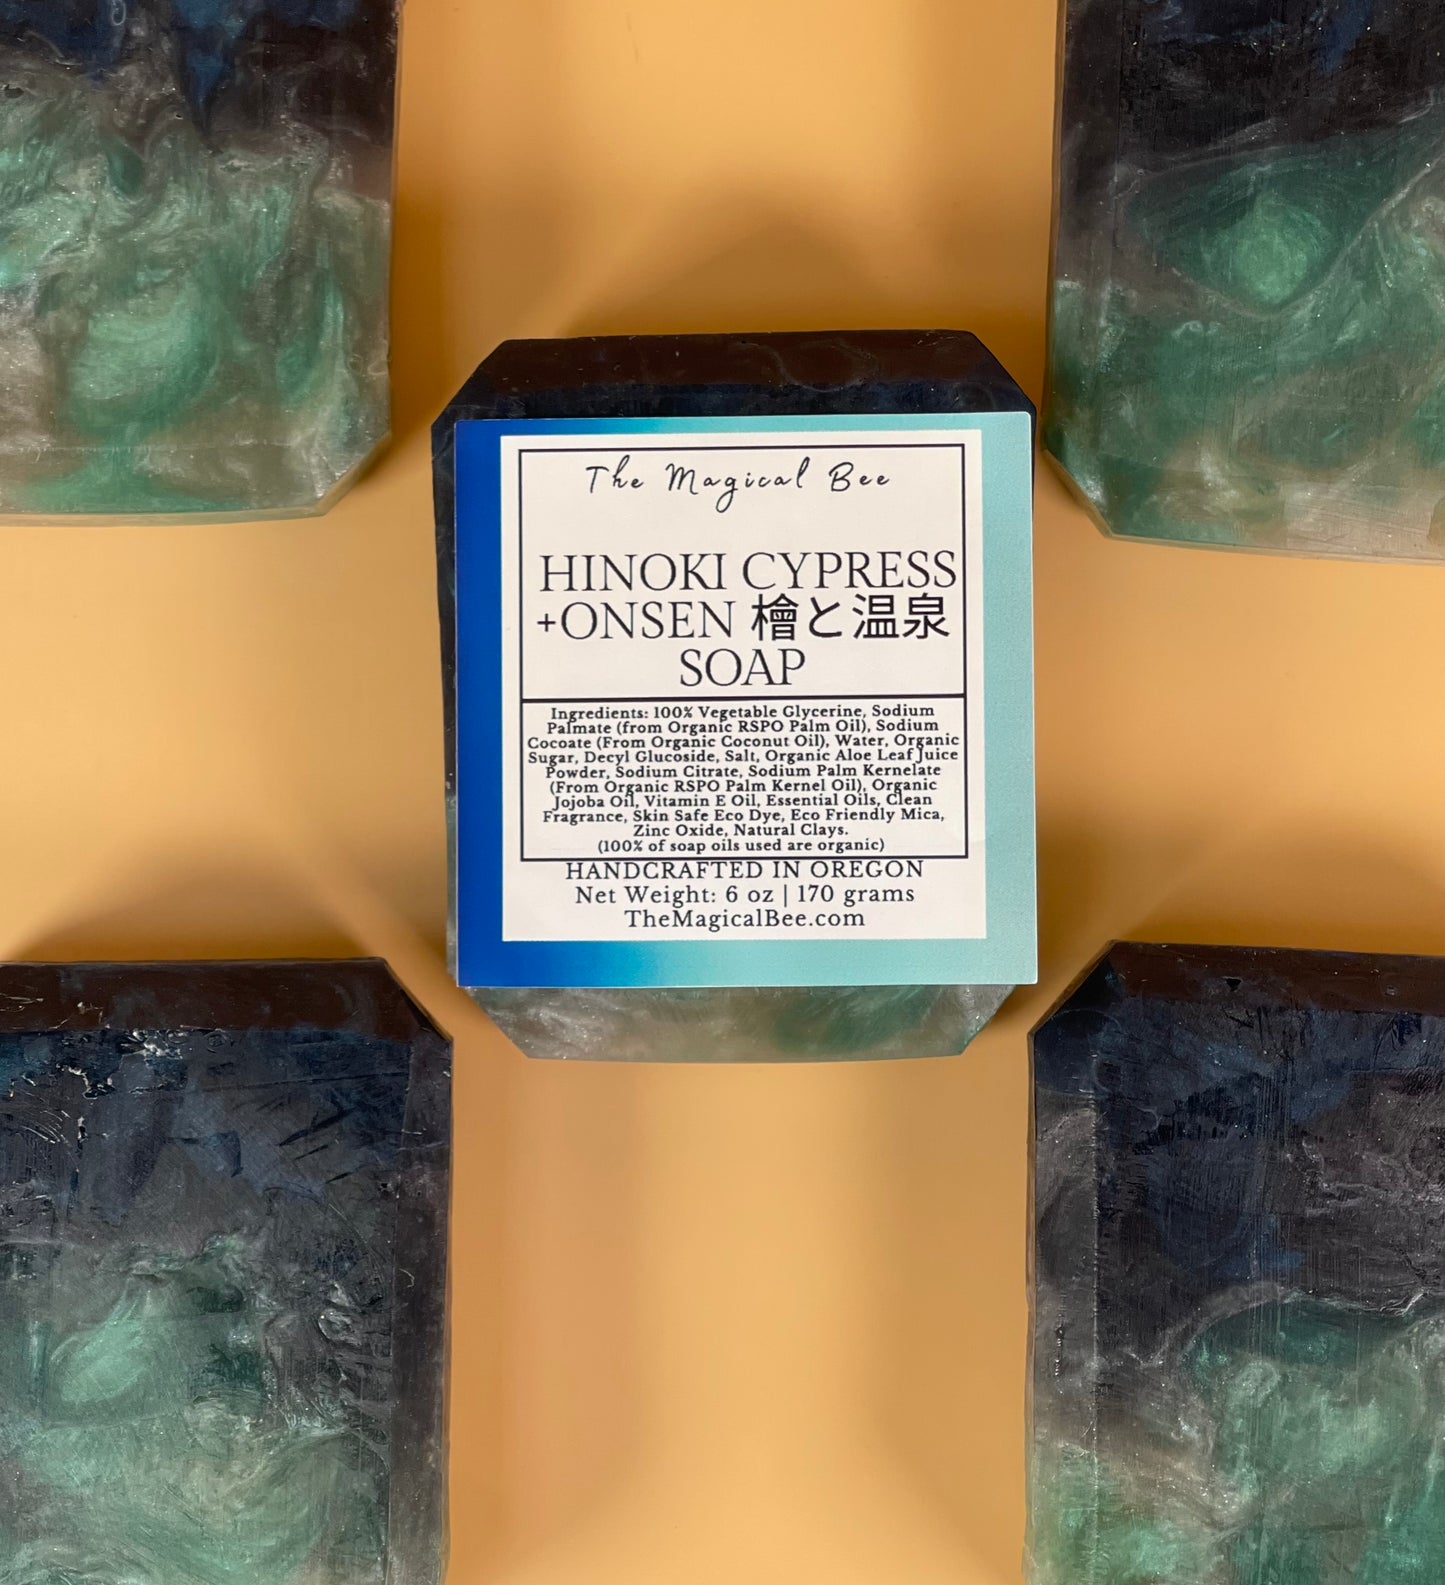 The Magical Bee
HINOKI CYPRESS
+ONSEN 檜と温泉
SOAP
Ingredients: 100% Vegetable Glycerine, Sodium
Palmate (from Organic RSPO Palm Oil), Sodium
Cocoate (From Organic Coconut Oil), Water, Organic
Sugar, Decyl Glucoside, Salt, Organic Aloe Leaf Juice
Powder, Sodium Citrate, Sodium Palm Kernelate
(From Organic RSPO Palm Kernel Oil), Organic
Jojoba Oil, Vitamin E Oil, Essential Oils, Clean
Fragrance, Skin Safe Eco Dye, Eco Friendly Mica,
Zinc Oxide, Natural Clays.
(100% of soap oils used are organic)
HANDCRAFTED IN OREGON
Net Weight: 6 oz | 170 grams
TheMagicalBee.com